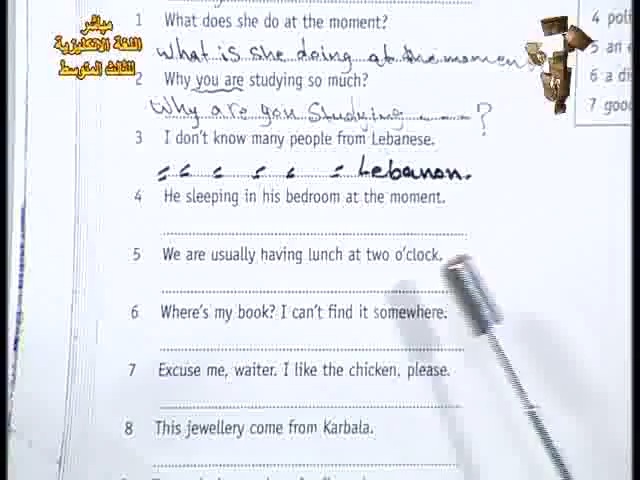 مباشر
اللغة الانكليزية
للثالث المتوسط
1 What does she do at the moment?
What is she doing at the momen
2 Why you are studying so much?
Why are you studying ........ ?
3 I don't know many people from Lebanese.
〃 〃 〃 〃 〃 〃 Lebanon.
4 He sleeping in his bedroom at the moment.
5 We are usually having lunch at two o'clock.
6 Where's my book? I can't find it somewhere.
7 Excuse me, waiter. I like the chicken, please.
8 This jewellery come from Karbala.
4 poli
5 an e
6 a di
7 good